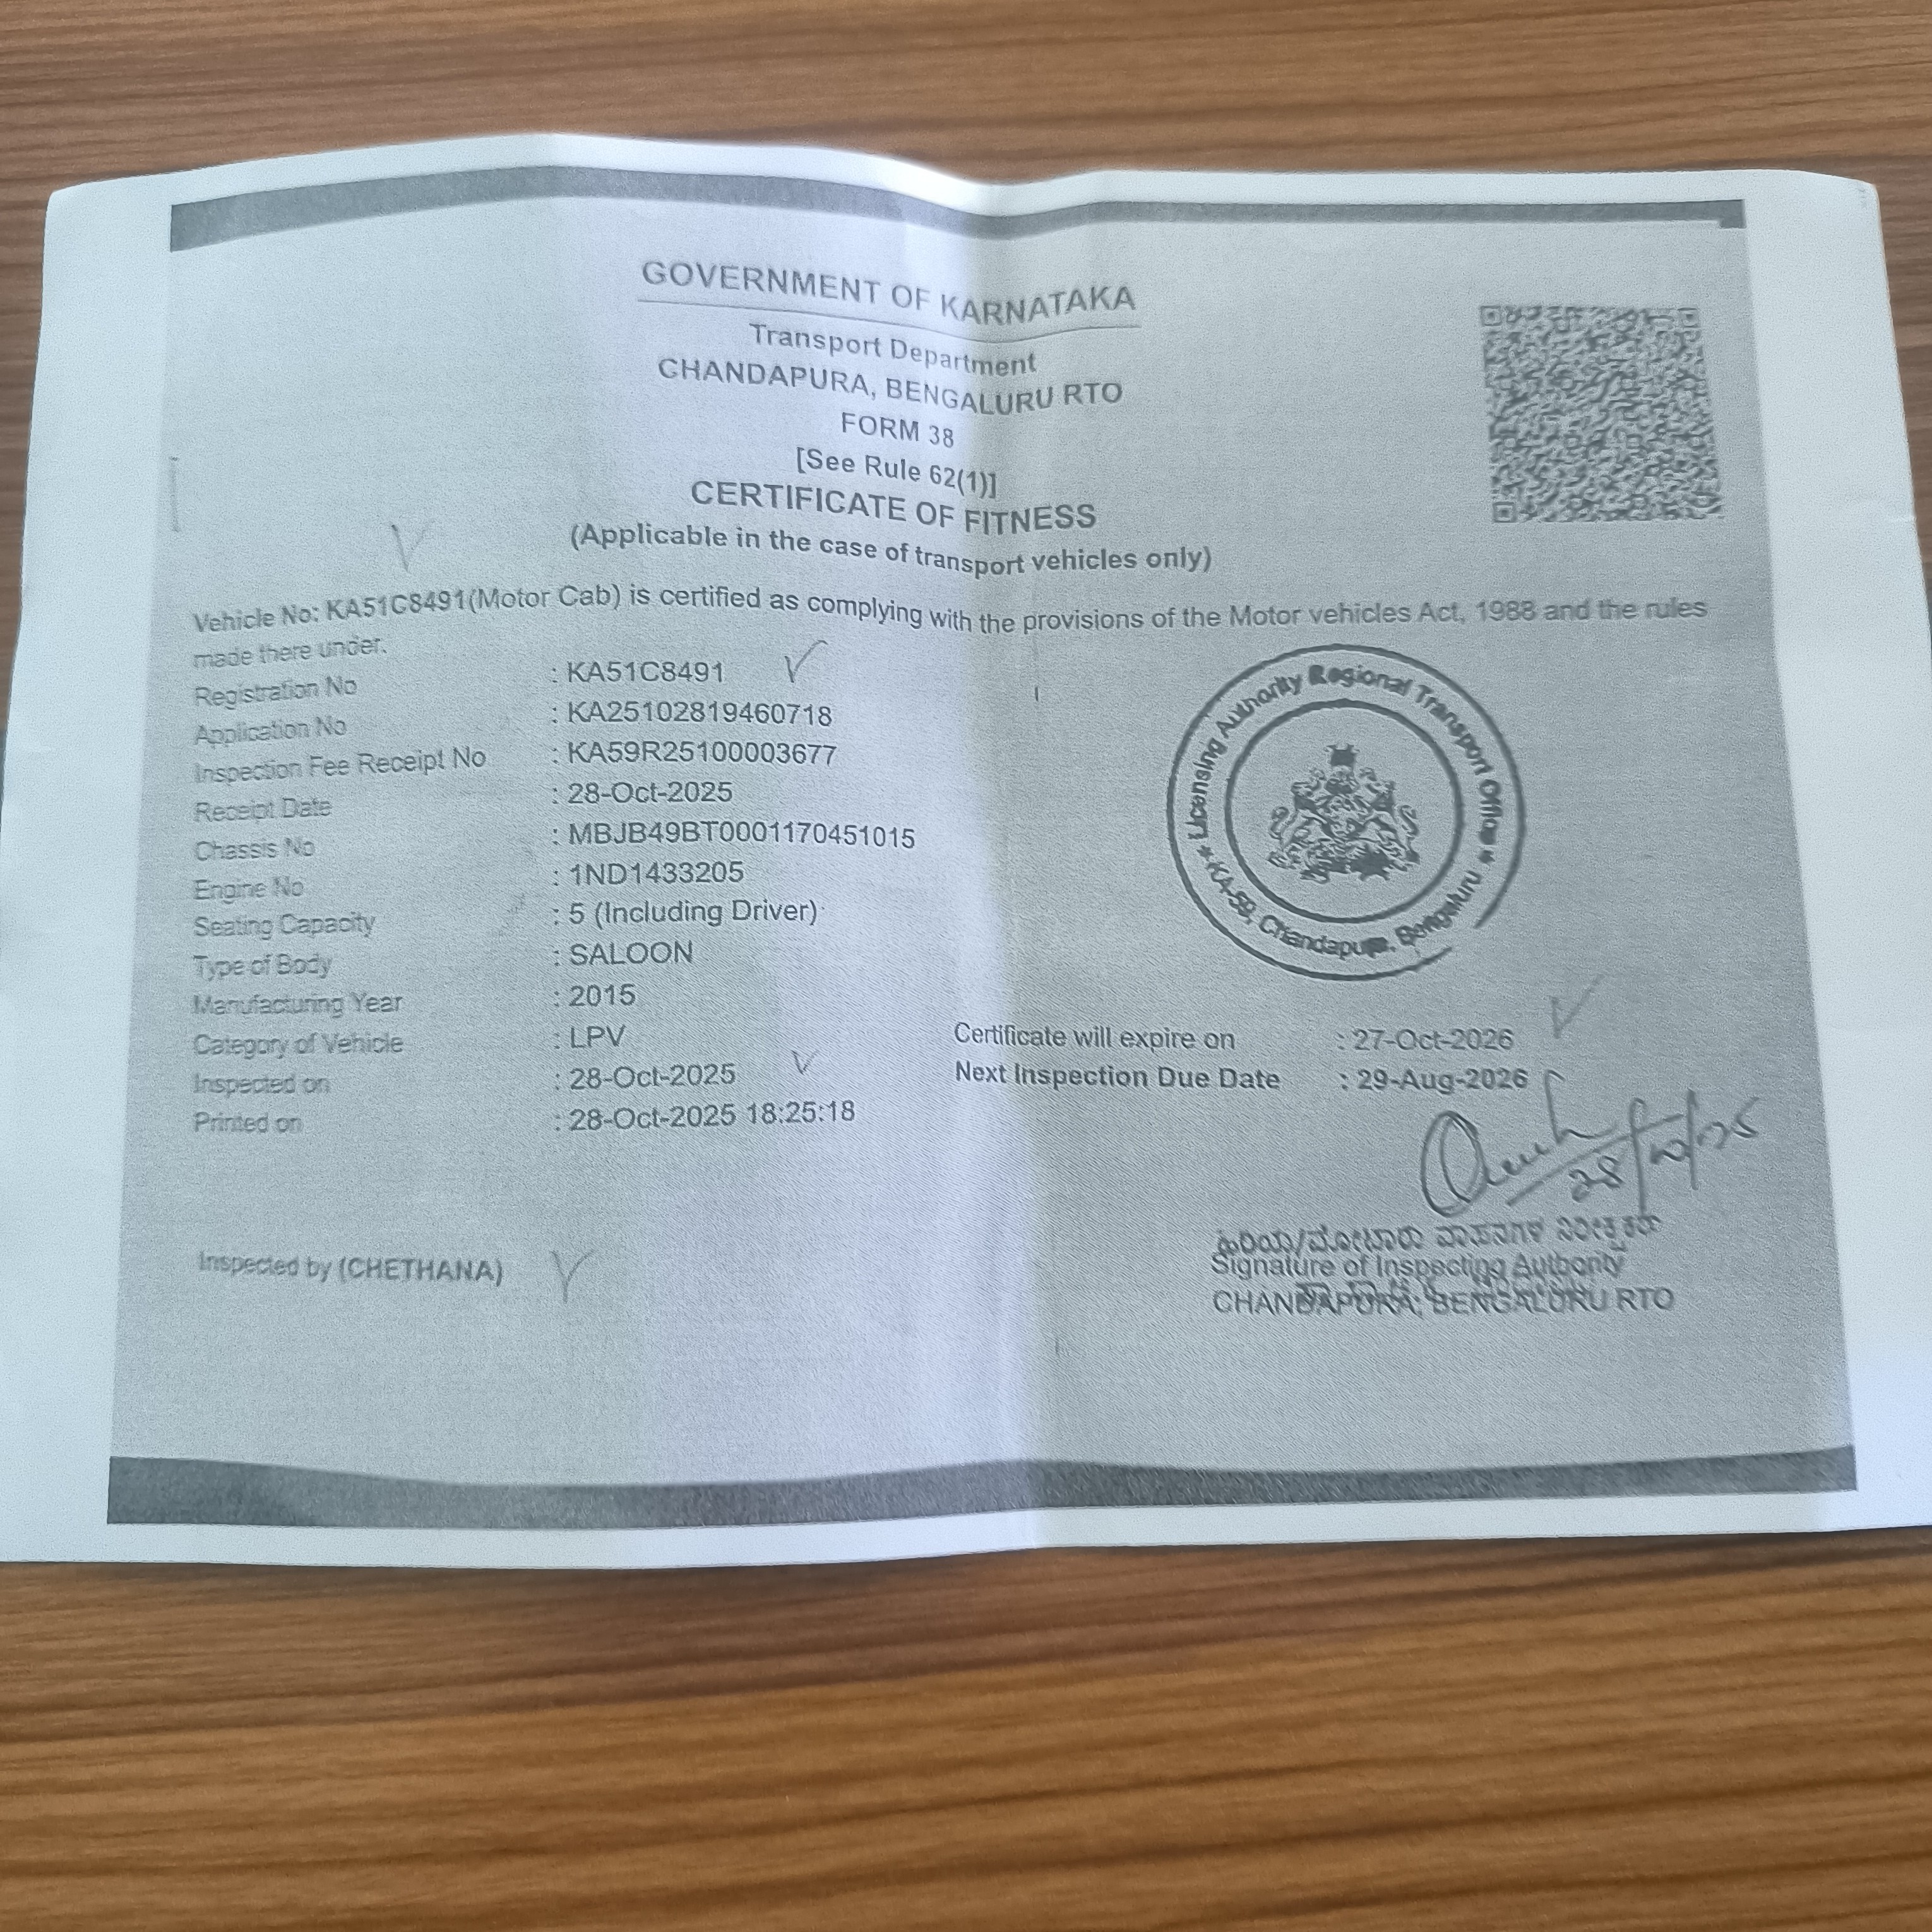 GOVERNMENT OF KARNATAKA
Transport Department
CHANDAPURA, BENGALURU RTO
FORM 38
[See Rule 62(1)]
CERTIFICATE OF FITNESS
(Applicable in the case of transport vehicles only)
Vehicle No: KA51C8491(Motor Cab) is certified as complying with the provisions of the Motor vehicles Act, 1988 and the rules
made there under.
Registration No : KA51C8491
Application No : KA25102819460718
Inspection Fee Receipt No : KA59R25100003677
Receipt Date : 28-Oct-2025
Chassis No : MBJB49BT0001170451015
Engine No : 1ND1433205
Seating Capacity : 5 (Including Driver)
Type of Body : SALOON
Manufacturing Year : 2015
Category of Vehicle : LPV
Inspected on : 28-Oct-2025
Printed on : 28-Oct-2025 18:25:18
Licensing Authority Regional Transport Office
KA-59, Chandapura, Bengaluru
Certificate will expire on : 27-Oct-2026
Next Inspection Due Date : 29-Aug-2026
28/10/25
Inspected by (CHETHANA)
Signature of Inspecting Authority
CHANDAPURA, BENGALURU RTO